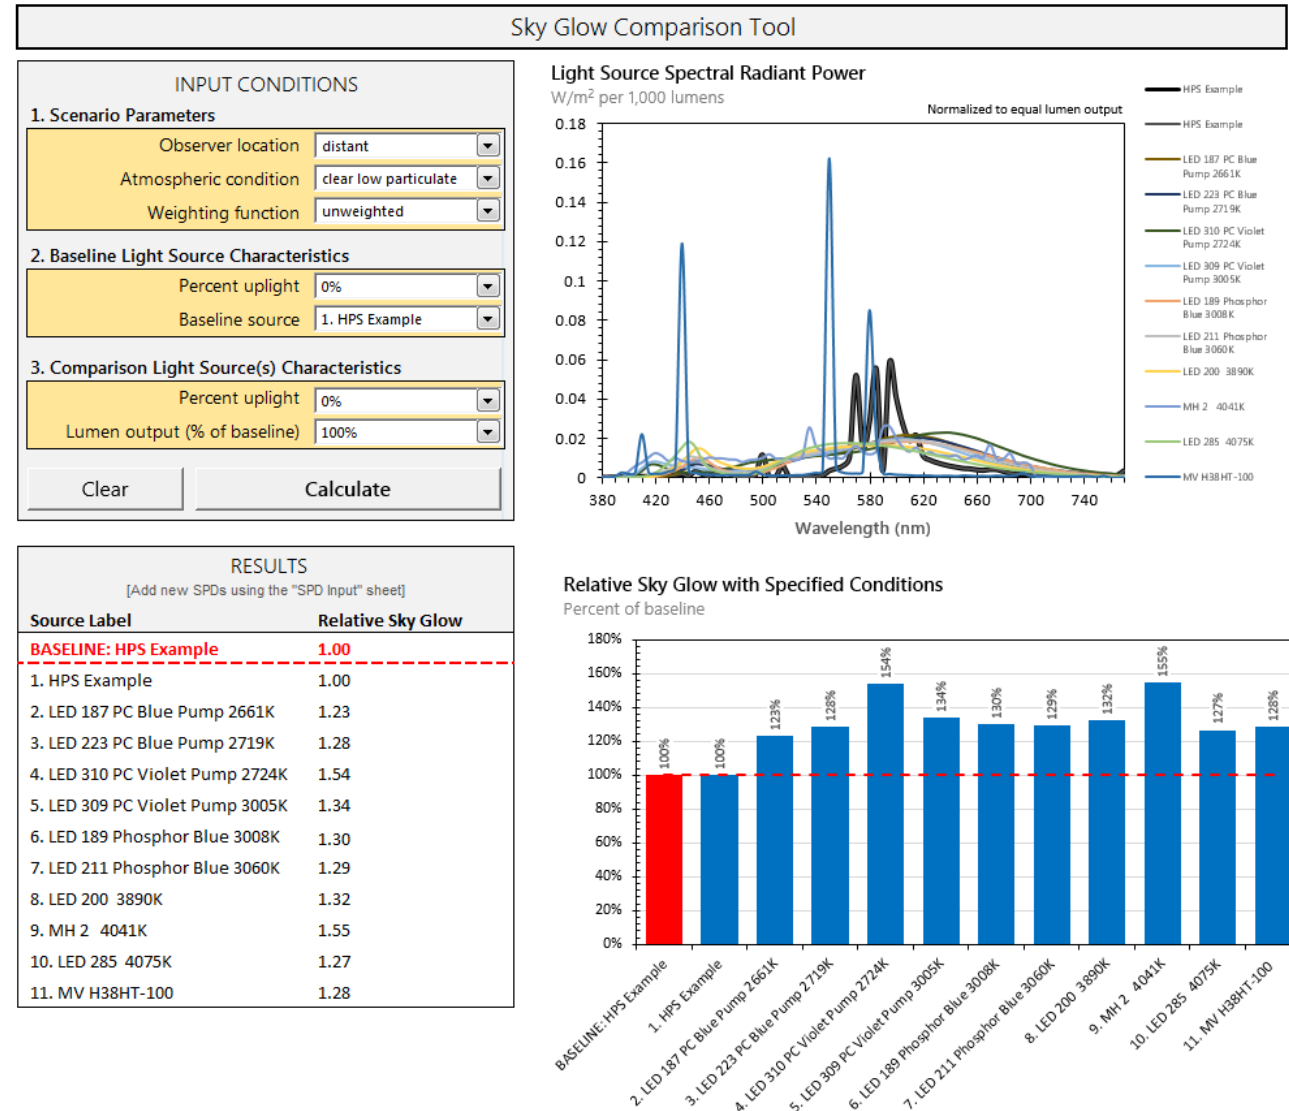 Sky Glow Comparison Tool
INPUT CONDITIONS
1. Scenario Parameters
Observer location distant
Atmospheric condition clear low particulate
Weighting function unweighted
2. Baseline Light Source Characteristics
Percent uplight 0%
Baseline source 1. HPS Example
3. Comparison Light Source(s) Characteristics
Percent uplight 0%
Lumen output (% of baseline) 100%
Clear Calculate
RESULTS
[Add new SPDs using the "SPD Input" sheet]
Source Label Relative Sky Glow
BASELINE: HPS Example 1.00
1. HPS Example 1.00
2. LED 187 PC Blue Pump 2661K 1.23
3. LED 223 PC Blue Pump 2719K 1.28
4. LED 310 PC Violet Pump 2724K 1.54
5. LED 309 PC Violet Pump 3005K 1.34
6. LED 189 Phosphor Blue 3008K 1.30
7. LED 211 Phosphor Blue 3060K 1.29
8. LED 200 3890K 1.32
9. MH 2 4041K 1.55
10. LED 285 4075K 1.27
11. MV H38HT-100 1.28
Light Source Spectral Radiant Power
W/m² per 1,000 lumens
Normalized to equal lumen output
0.18
0.16
0.14
0.12
0.1
0.08
0.06
0.04
0.02
0
380 420 460 500 540 580 620 660 700 740
Wavelength (nm)
HPS Example
HPS Example
LED 187 PC Blue
Pump 2661K
LED 223 PC Blue
Pump 2719K
LED 310 PC Violet
Pump 2724K
LED 309 PC Violet
Pump 3005K
LED 189 Phosphor
Blue 3008K
LED 211 Phosphor
Blue 3060K
LED 200 3890K
MH 2 4041K
LED 285 4075K
MV H38HT-100
Relative Sky Glow with Specified Conditions
Percent of baseline
180%
160%
140%
120%
100%
80%
60%
40%
20%
0%
100%
100%
123%
128%
154%
134%
130%
129%
132%
155%
127%
128%
BASELINE: HPS Example
1. HPS Example
2. LED 187 PC Blue Pump 2661K
3. LED 223 PC Blue Pump 2719K
4. LED 310 PC Violet Pump 2724K
5. LED 309 PC Violet Pump 3005K
6. LED 189 Phosphor Blue 3008K
7. LED 211 Phosphor Blue 3060K
8. LED 200 3890K
9. MH 2 4041K
10. LED 285 4075K
11. MV H38HT-100